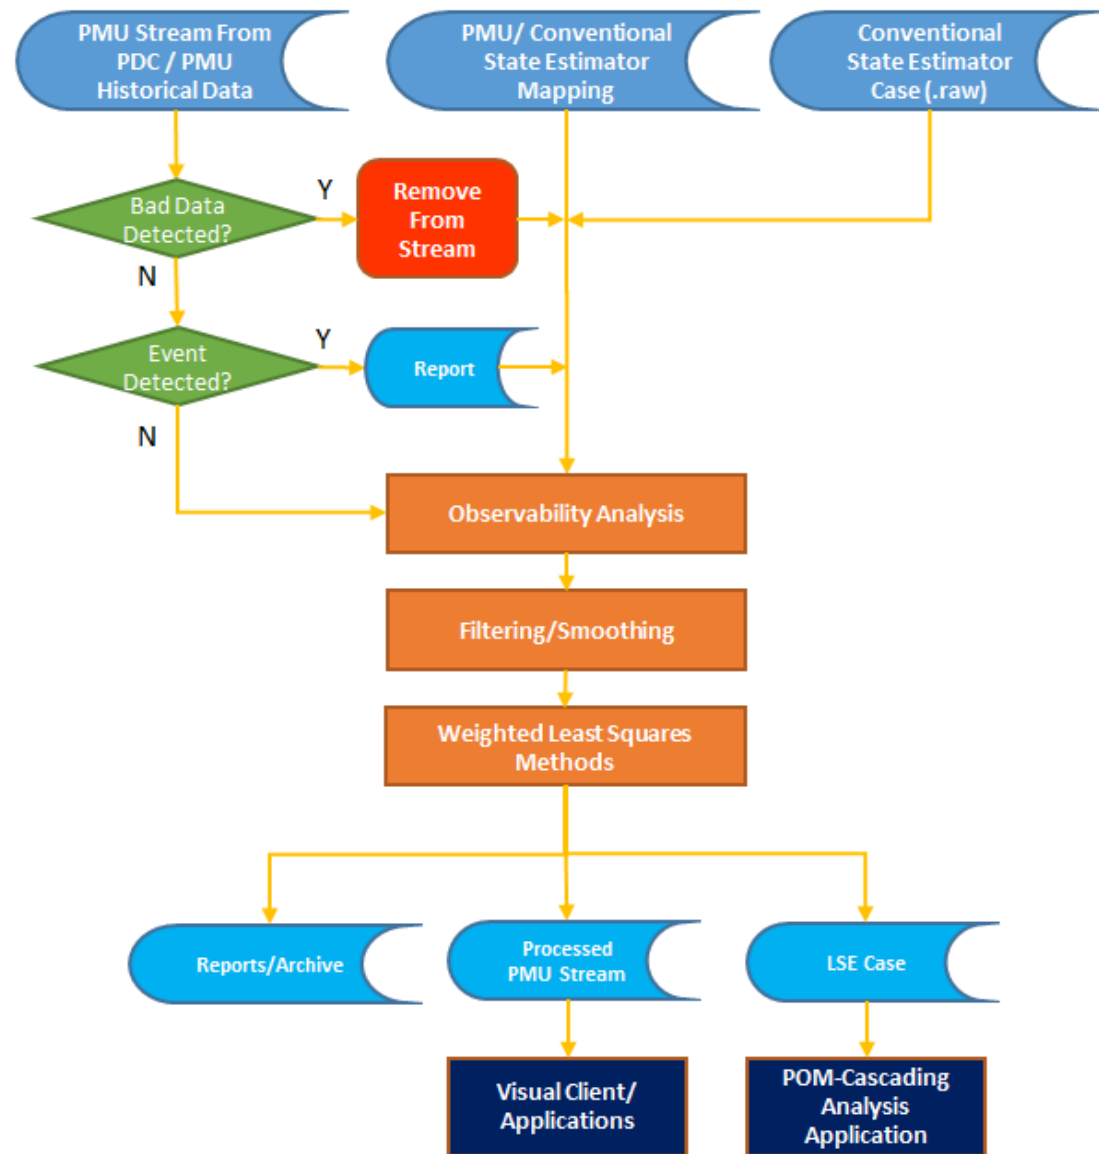 PMU Stream From
PDC / PMU
Historical Data
PMU/ Conventional
State Estimator
Mapping
Conventional
State Estimator
Case (.raw)
Bad Data
Detected?
Y
Remove
From
Stream
N
Event
Detected?
Y
Report
N
Observability Analysis
Filtering/Smoothing
Weighted Least Squares
Methods
Reports/Archive
Processed
PMU Stream
LSE Case
Visual Client/
Applications
POM-Cascading
Analysis
Application